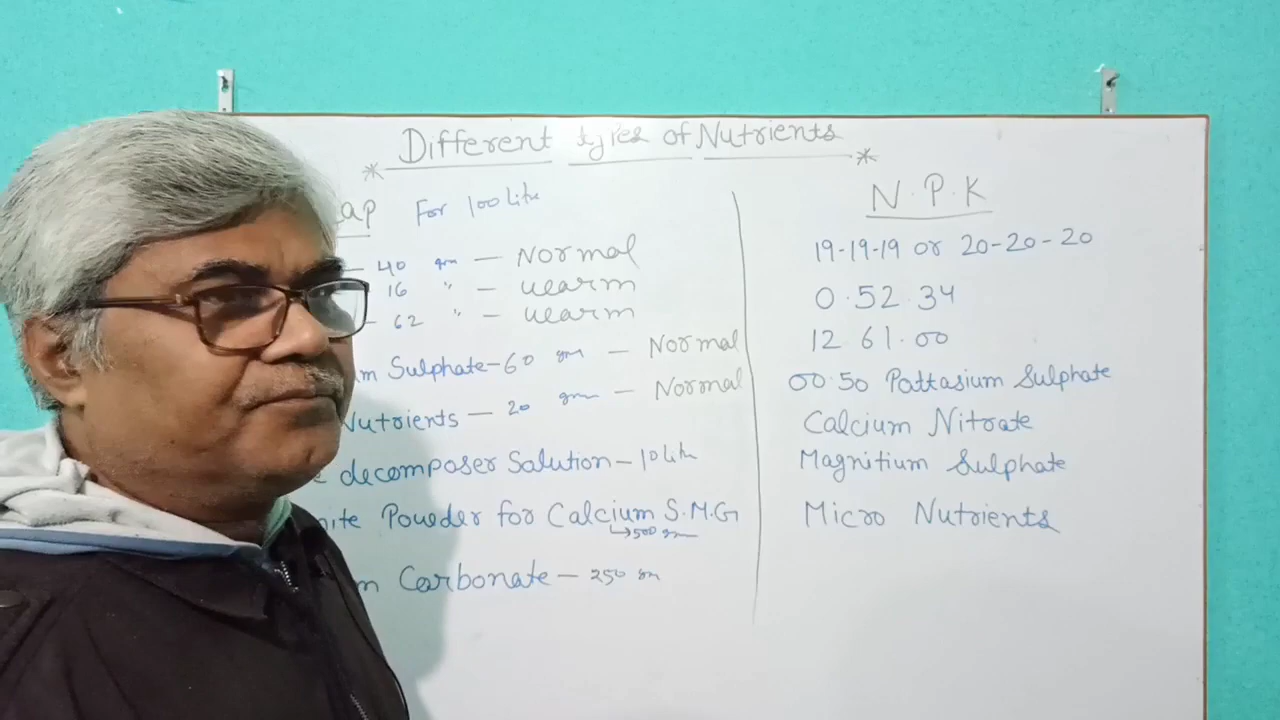 Different types of Nutrients
For 100 Lite
40 gm - Normal
16 " - warm
62 " - warm
Sulphate - 60 gm - Normal
Nutrients - 20 gm - Normal
decomposer Solution - 10 Lite
Powder for Calcium S.M.G
→ 500 gm
Carbonate - 250 gm
N.P.K
19-19-19 or 20-20-20
0.52.34
12 61.00
00.50 Pattasium Sulphate
Calcium Nitrate
Magnitium Sulphate
Micro Nutrients